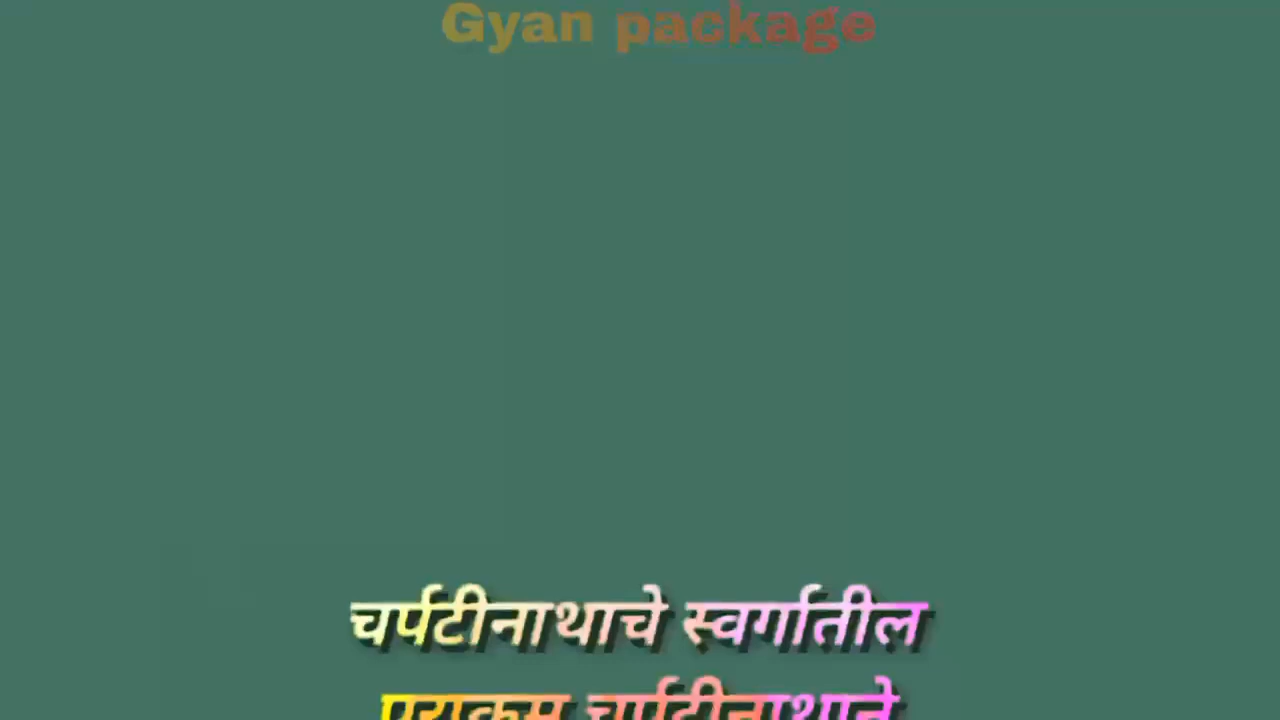 Gyan package
चर्पटीनाथाचे स्वर्गातील
पराक्रम चर्पटीनाथाने